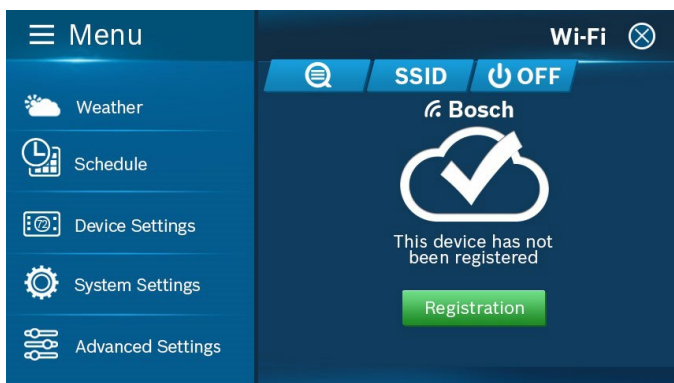 Menu
Weather
Schedule
72
Device Settings
System Settings
Advanced Settings
Wi-Fi
SSID
OFF
Bosch
This device has not
been registered
Registration